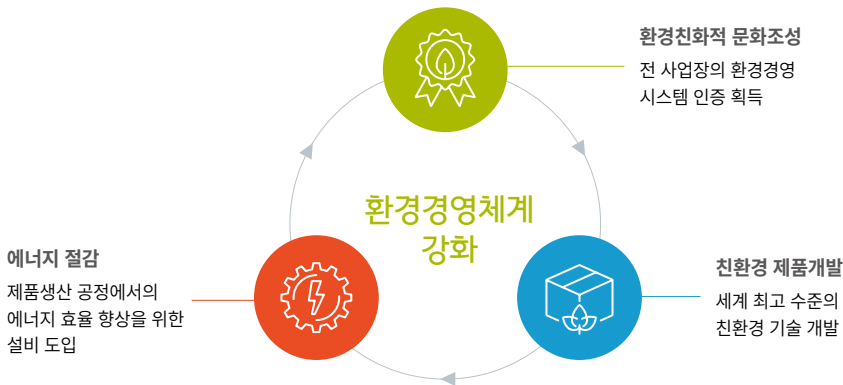 환경친화적 문화조성
전 사업장의 환경경영
시스템 인증 획득
환경경영체계
강화
에너지 절감
제품생산 공정에서의
에너지 효율 향상을 위한
설비 도입
친환경 제품개발
세계 최고 수준의
친환경 기술 개발